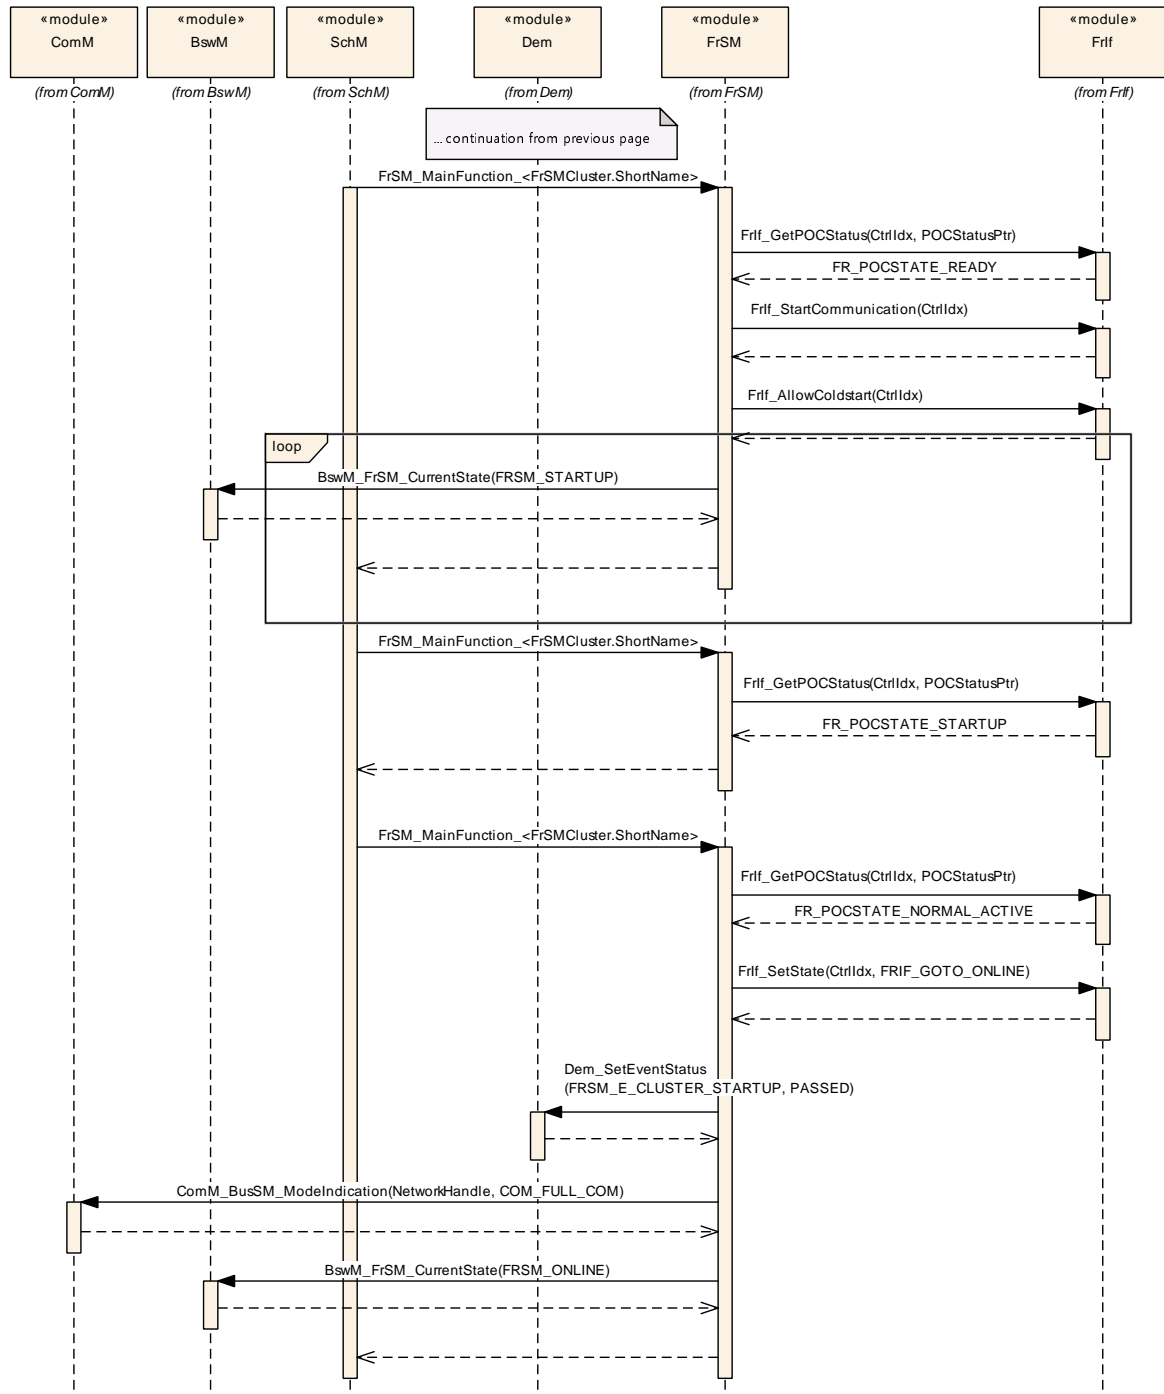 «module» «module» «module» «module» «module» «module»
ComM BswM SchM Dem FrSM FrIf
(from ComM) (from BswM) (from SchM) (from Dem) (from FrSM) (from FrIf)
... continuation from previous page
FrSM_MainFunction_<FrSMCluster.ShortName>
FrIf_GetPOCStatus(CtrlIdx, POCStatusPtr)
FR_POCSTATE_READY
FrIf_StartCommunication(CtrlIdx)
FrIf_AllowColdstart(CtrlIdx)
loop
BswM_FrSM_CurrentState(FRSM_STARTUP)
FrSM_MainFunction_<FrSMCluster.ShortName>
FrIf_GetPOCStatus(CtrlIdx, POCStatusPtr)
FR_POCSTATE_STARTUP
FrSM_MainFunction_<FrSMCluster.ShortName>
FrIf_GetPOCStatus(CtrlIdx, POCStatusPtr)
FR_POCSTATE_NORMAL_ACTIVE
FrIf_SetState(CtrlIdx, FRIF_GOTO_ONLINE)
Dem_SetEventStatus
(FRSM_E_CLUSTER_STARTUP, PASSED)
ComM_BusSM_ModeIndication(NetworkHandle, COM_FULL_COM)
BswM_FrSM_CurrentState(FRSM_ONLINE)